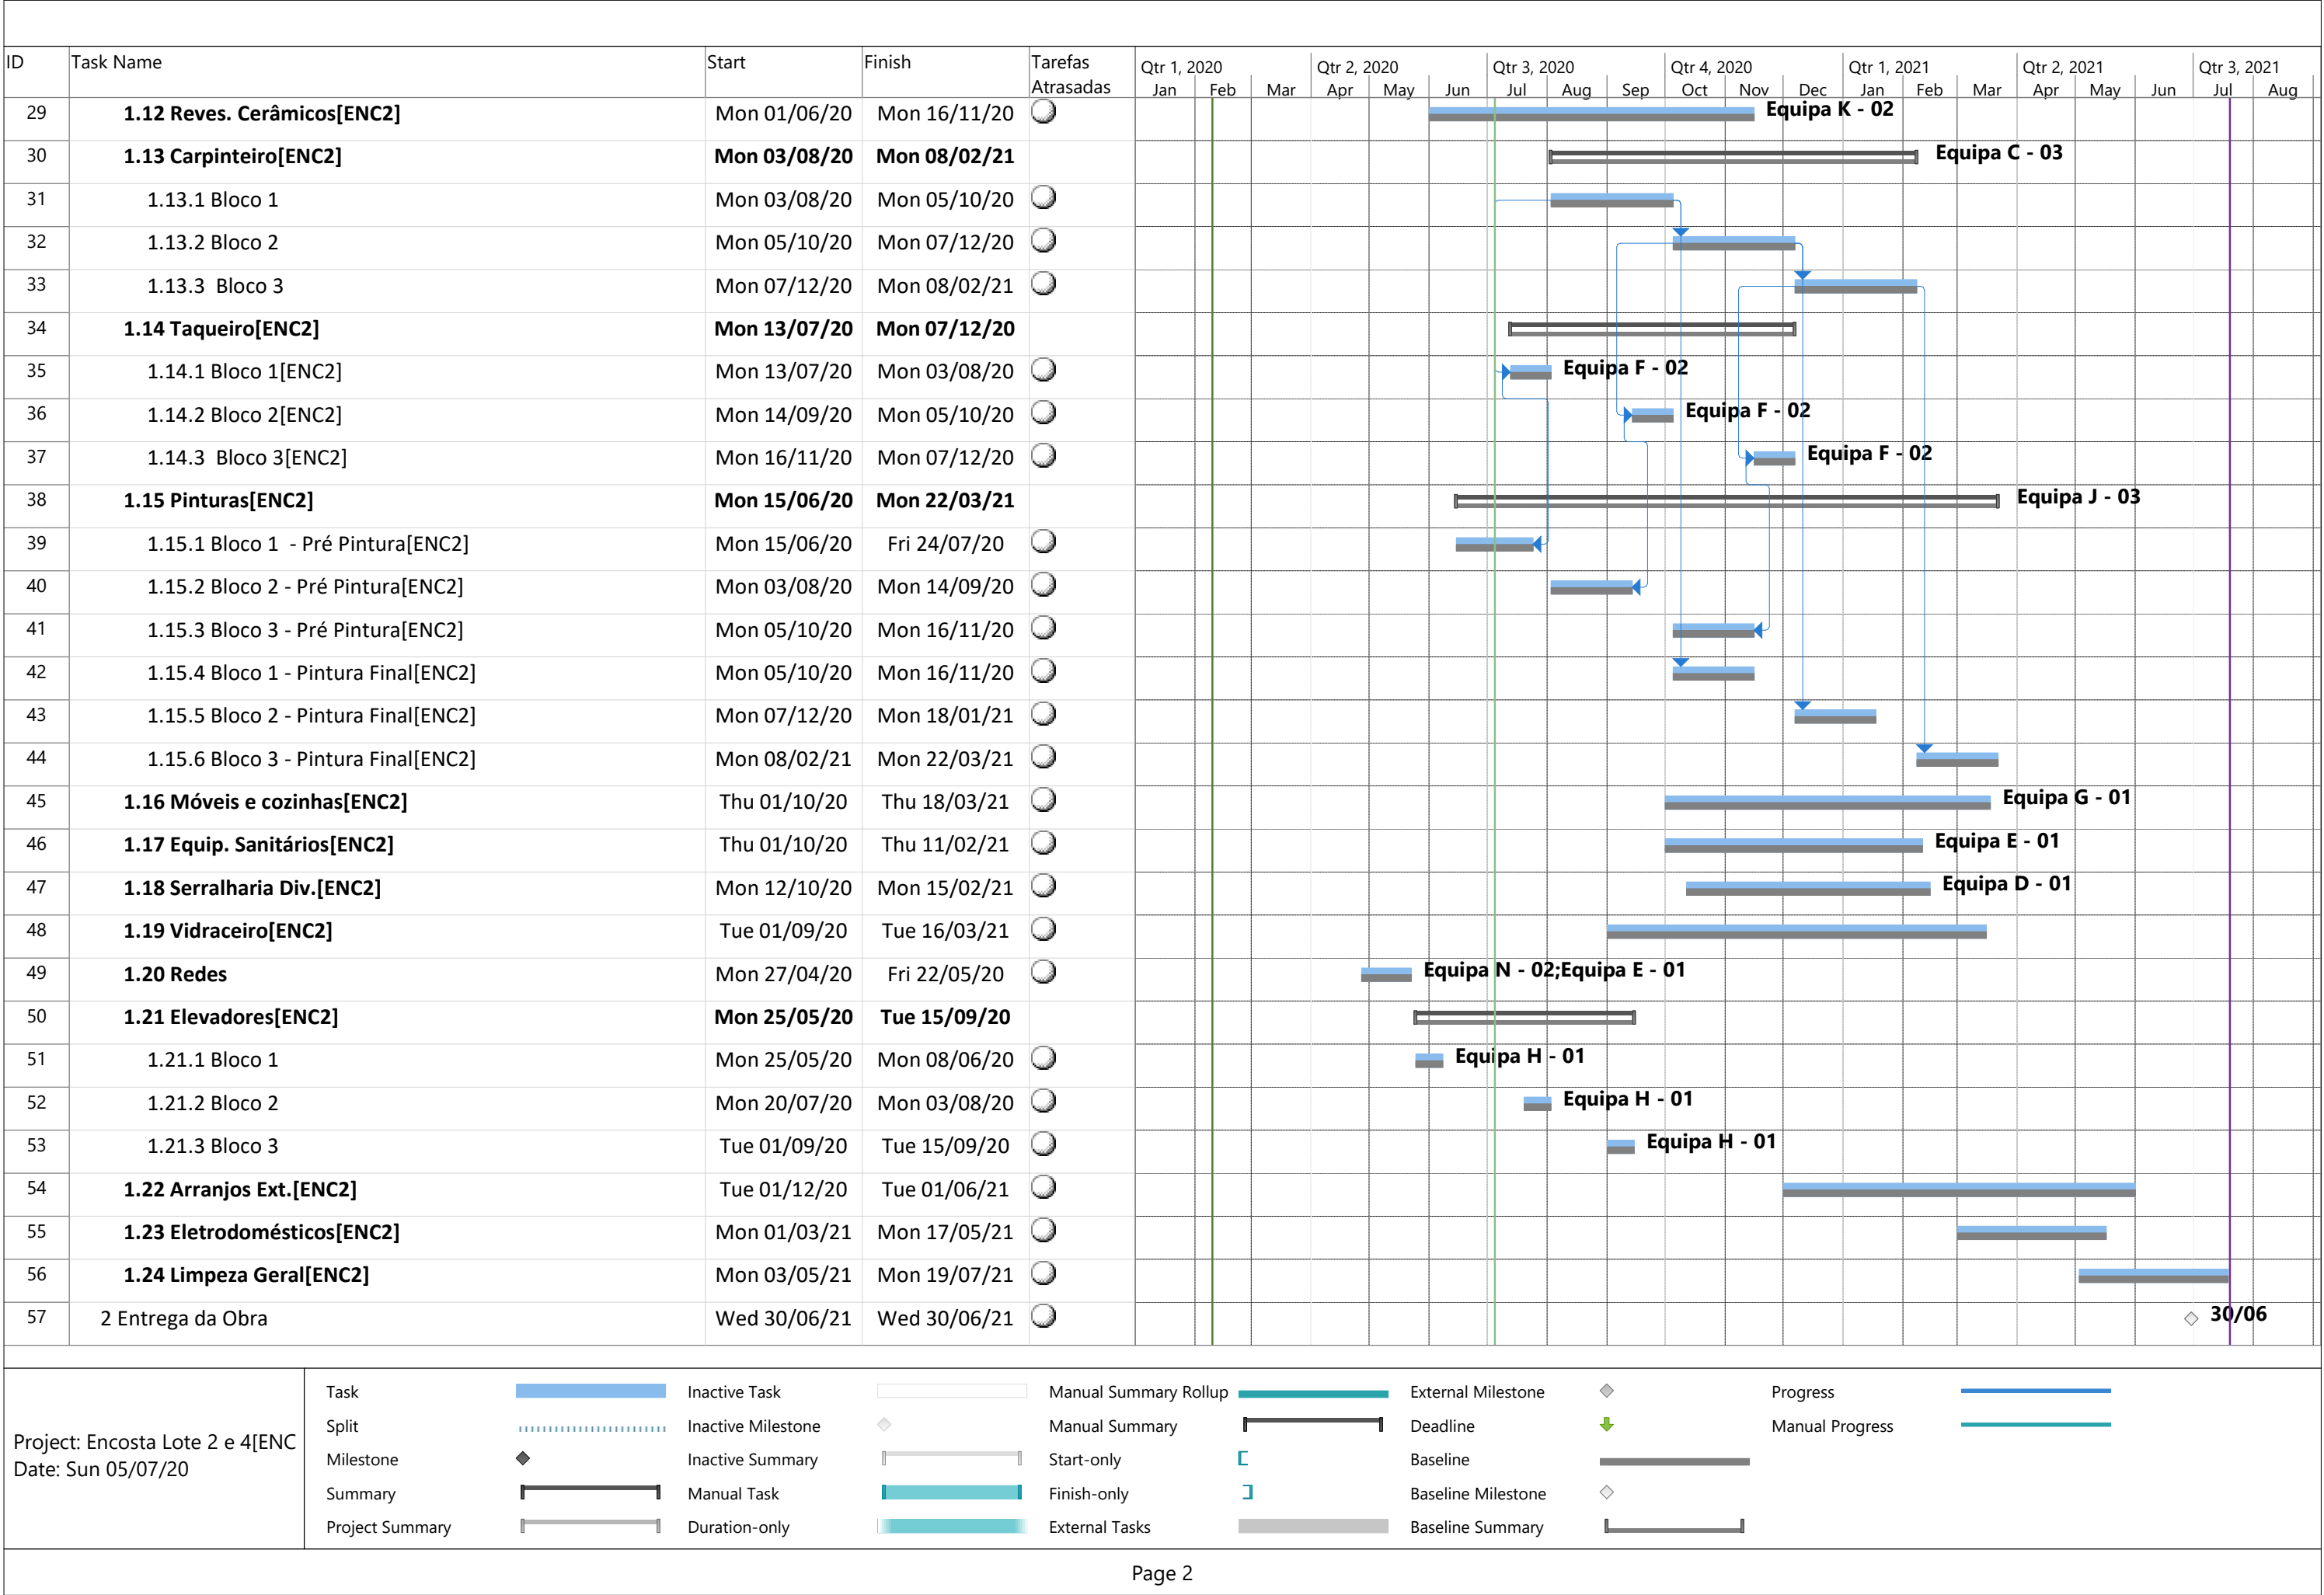 ID Task Name Start Finish Tarefas Atrasadas
Qtr 1, 2020 Qtr 2, 2020 Qtr 3, 2020 Qtr 4, 2020 Qtr 1, 2021 Qtr 2, 2021 Qtr 3, 2021
Jan Feb Mar Apr May Jun Jul Aug Sep Oct Nov Dec Jan Feb Mar Apr May Jun Jul Aug
29 1.12 Reves. Cerâmicos[ENC2] Mon 01/06/20 Mon 16/11/20 Equipa K - 02
30 1.13 Carpinteiro[ENC2] Mon 03/08/20 Mon 08/02/21 Equipa C - 03
31 1.13.1 Bloco 1 Mon 03/08/20 Mon 05/10/20
32 1.13.2 Bloco 2 Mon 05/10/20 Mon 07/12/20
33 1.13.3 Bloco 3 Mon 07/12/20 Mon 08/02/21
34 1.14 Taqueiro[ENC2] Mon 13/07/20 Mon 07/12/20
35 1.14.1 Bloco 1[ENC2] Mon 13/07/20 Mon 03/08/20 Equipa F - 02
36 1.14.2 Bloco 2[ENC2] Mon 14/09/20 Mon 05/10/20 Equipa F - 02
37 1.14.3 Bloco 3[ENC2] Mon 16/11/20 Mon 07/12/20 Equipa F - 02
38 1.15 Pinturas[ENC2] Mon 15/06/20 Mon 22/03/21 Equipa J - 03
39 1.15.1 Bloco 1 - Pré Pintura[ENC2] Mon 15/06/20 Fri 24/07/20
40 1.15.2 Bloco 2 - Pré Pintura[ENC2] Mon 03/08/20 Mon 14/09/20
41 1.15.3 Bloco 3 - Pré Pintura[ENC2] Mon 05/10/20 Mon 16/11/20
42 1.15.4 Bloco 1 - Pintura Final[ENC2] Mon 05/10/20 Mon 16/11/20
43 1.15.5 Bloco 2 - Pintura Final[ENC2] Mon 07/12/20 Mon 18/01/21
44 1.15.6 Bloco 3 - Pintura Final[ENC2] Mon 08/02/21 Mon 22/03/21
45 1.16 Móveis e cozinhas[ENC2] Thu 01/10/20 Thu 18/03/21 Equipa G - 01
46 1.17 Equip. Sanitários[ENC2] Thu 01/10/20 Thu 11/02/21 Equipa E - 01
47 1.18 Serralharia Div.[ENC2] Mon 12/10/20 Mon 15/02/21 Equipa D - 01
48 1.19 Vidraceiro[ENC2] Tue 01/09/20 Tue 16/03/21
49 1.20 Redes Mon 27/04/20 Fri 22/05/20 Equipa N - 02;Equipa E - 01
50 1.21 Elevadores[ENC2] Mon 25/05/20 Tue 15/09/20
51 1.21.1 Bloco 1 Mon 25/05/20 Mon 08/06/20 Equipa H - 01
52 1.21.2 Bloco 2 Mon 20/07/20 Mon 03/08/20 Equipa H - 01
53 1.21.3 Bloco 3 Tue 01/09/20 Tue 15/09/20 Equipa H - 01
54 1.22 Arranjos Ext.[ENC2] Tue 01/12/20 Tue 01/06/21
55 1.23 Eletrodomésticos[ENC2] Mon 01/03/21 Mon 17/05/21
56 1.24 Limpeza Geral[ENC2] Mon 03/05/21 Mon 19/07/21
57 2 Entrega da Obra Wed 30/06/21 Wed 30/06/21 30/06
Project: Encosta Lote 2 e 4[ENC
Date: Sun 05/07/20
Task Inactive Task Manual Summary Rollup External Milestone Progress
Split Inactive Milestone Manual Summary Deadline Manual Progress
Milestone Inactive Summary Start-only Baseline
Summary Manual Task Finish-only Baseline Milestone
Project Summary Duration-only External Tasks Baseline Summary
Page 2